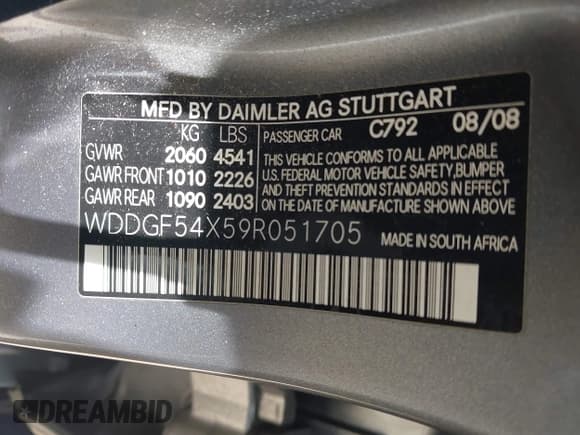 MFD BY DAIMLER AG STUTTGART
KG LBS PASSENGER CAR C792 08/08
GVWR 2060 4541
GAWR FRONT 1010 2226
GAWR REAR 1090 2403
THIS VEHICLE CONFORMS TO ALL APPLICABLE
U.S. FEDERAL MOTOR VEHICLE SAFETY, BUMPER
AND THEFT PREVENTION STANDARDS IN EFFECT
ON THE DATE OF MANUFACTURE SHOWN ABOVE.
WDDGF54X59R051705 MADE IN SOUTH AFRICA
DREAMBID